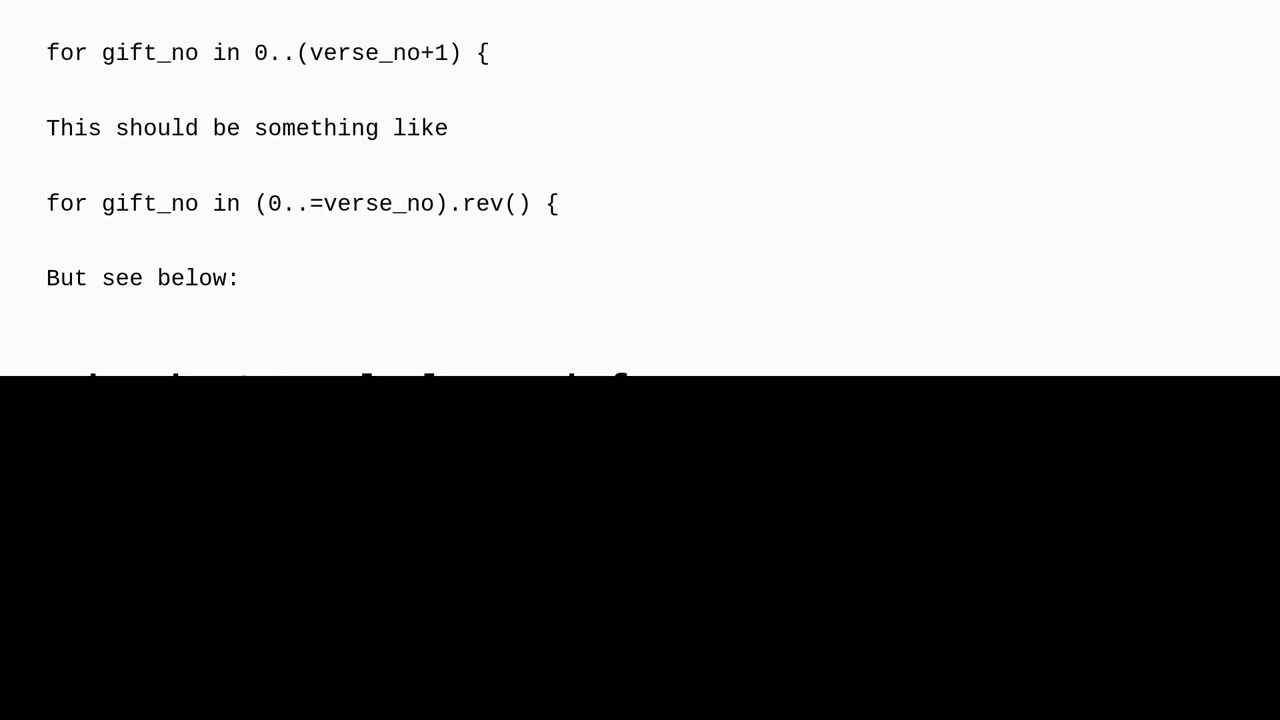 for gift_no in 0..(verse_no+1) {
This should be something like
for gift_no in (0..=verse_no).rev() {
But see below: